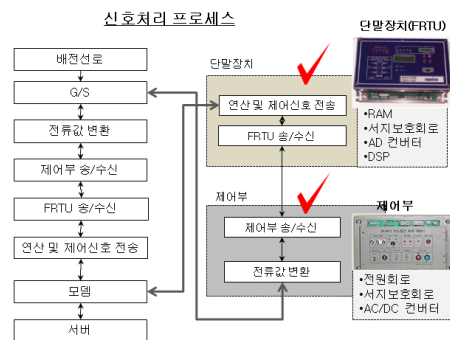 신호처리 프로세스
단말장치(FRTU)
배전선로
G/S
전류값 변환
제어부 송/수신
FRTU 송/수신
연산 및 제어신호 전송
모뎀
서버
단말장치
연산 및 제어신호 전송
FRTU 송/수신
•RAM
•서지보호회로
•AD 컨버터
•DSP
제어부
제어부 송/수신
전류값 변환
제어부
•전원회로
•서지보호회로
•AC/DC 컨버터